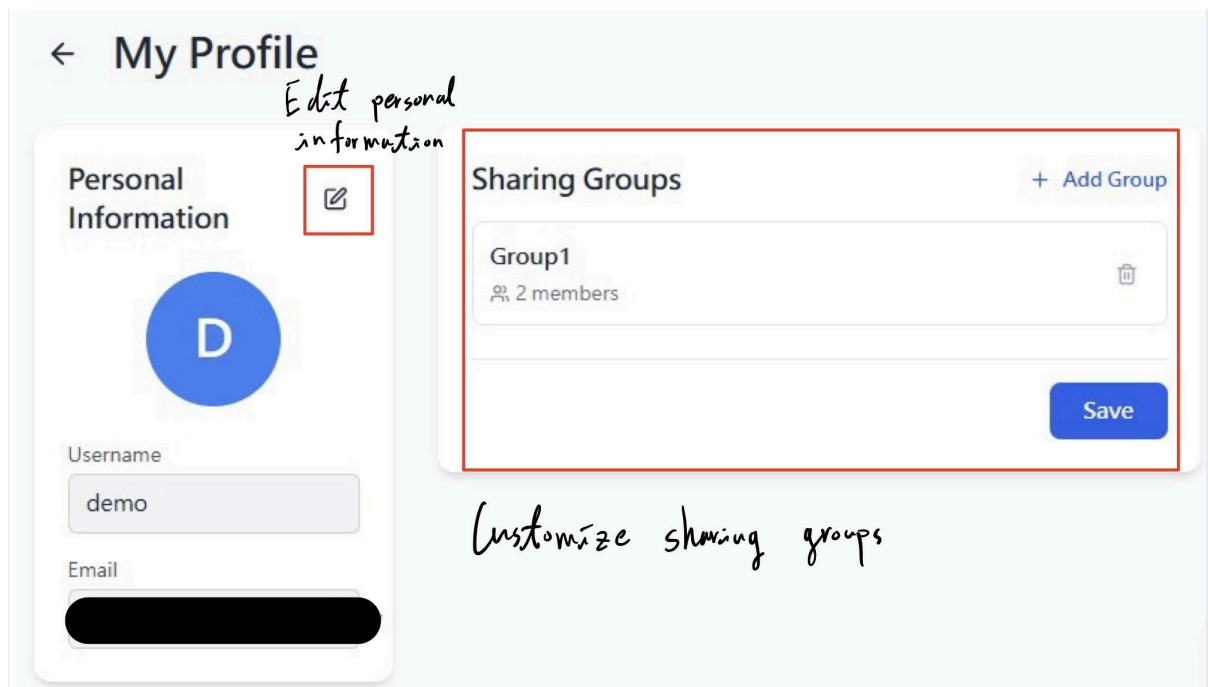 My Profile
Edit personal
information
Personal
Information
D
Username
demo
Email
Sharing Groups
+ Add Group
Group1
2 members
Save
Customize sharing groups